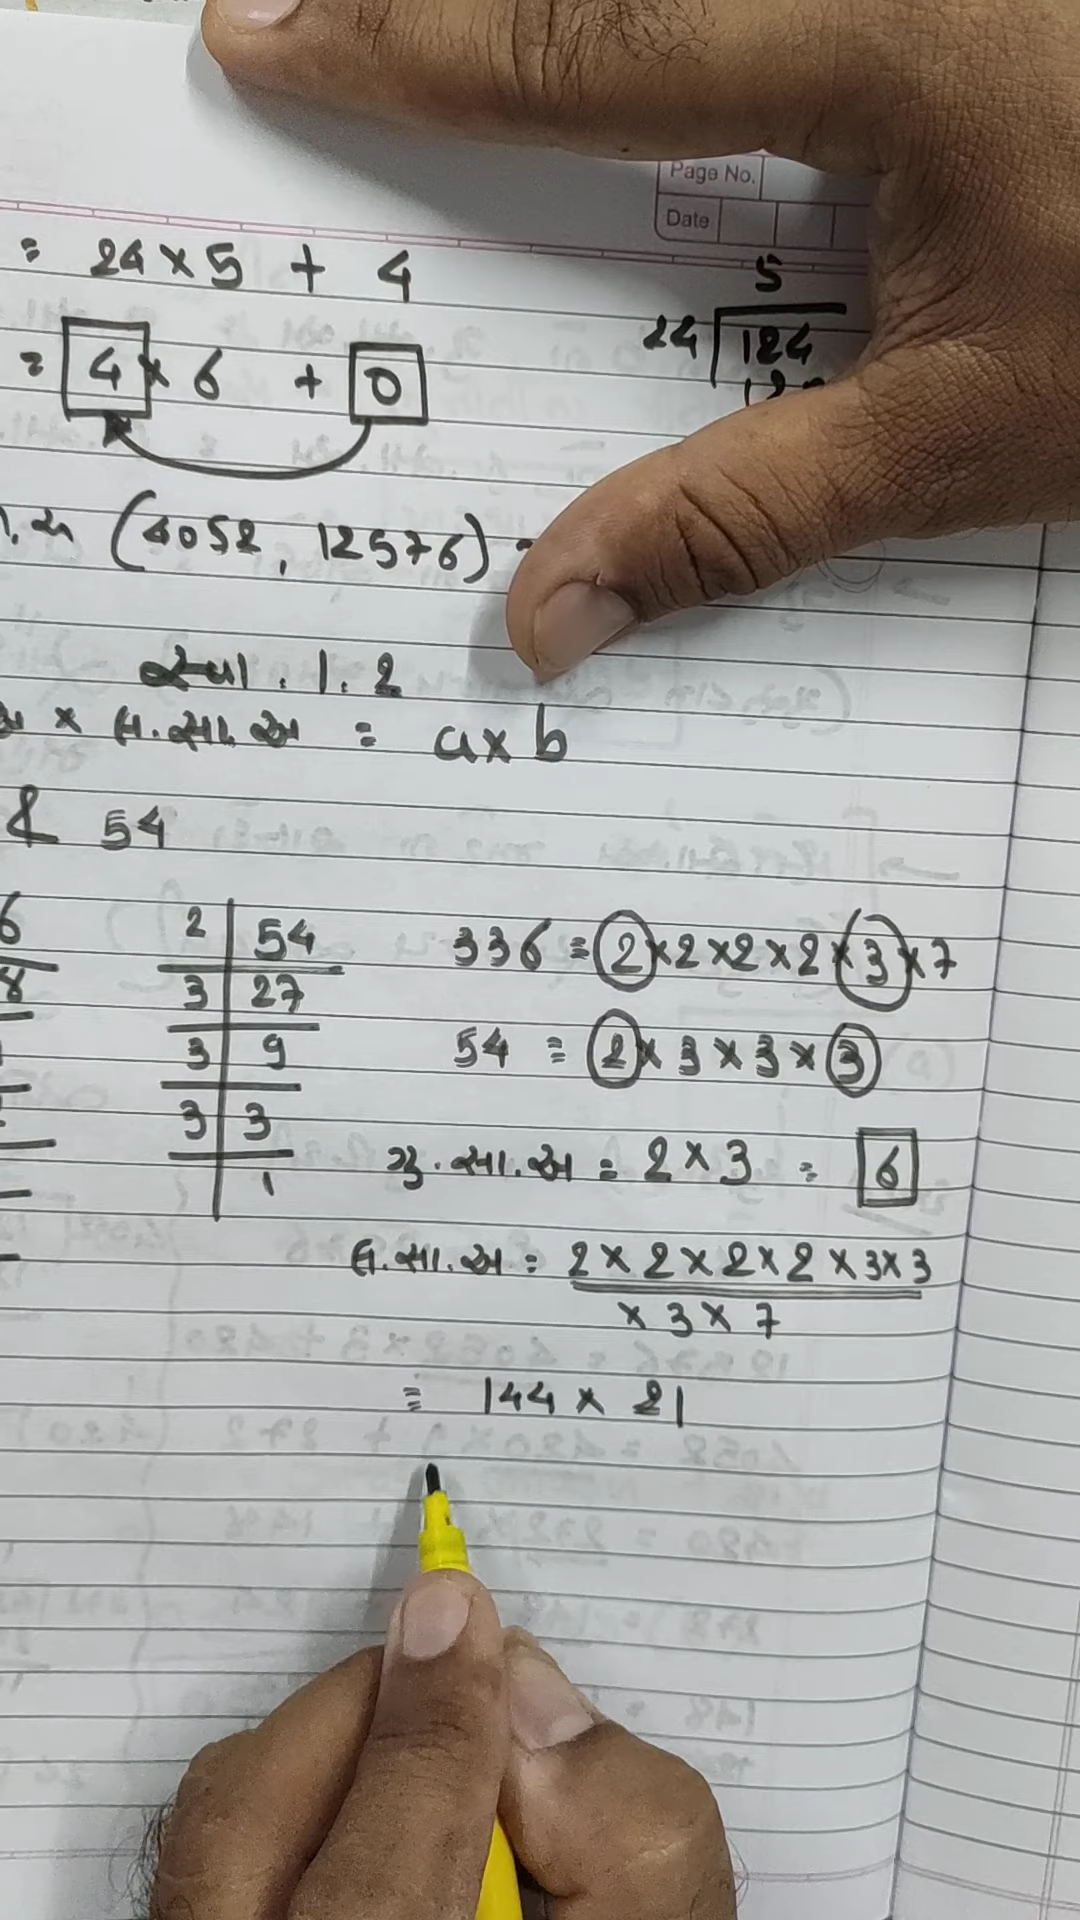 Page No.
Date
= 24 × 5 + 4
5
24 124
= 4 × 6 + 0
(4052, 12576)
સ્વા. 1.2
અ × લ.સા.અ = a × b
& 54
6
8
2 54
3 27
3 9
3 3
1
336 = 2 × 2 × 2 × 2 × 3 × 7
54 = 2 × 3 × 3 × 3
ગુ.સા.અ = 2 × 3 = 6
લ.સા.અ = 2 × 2 × 2 × 2 × 3 × 3
× 3 × 7
= 144 × 21